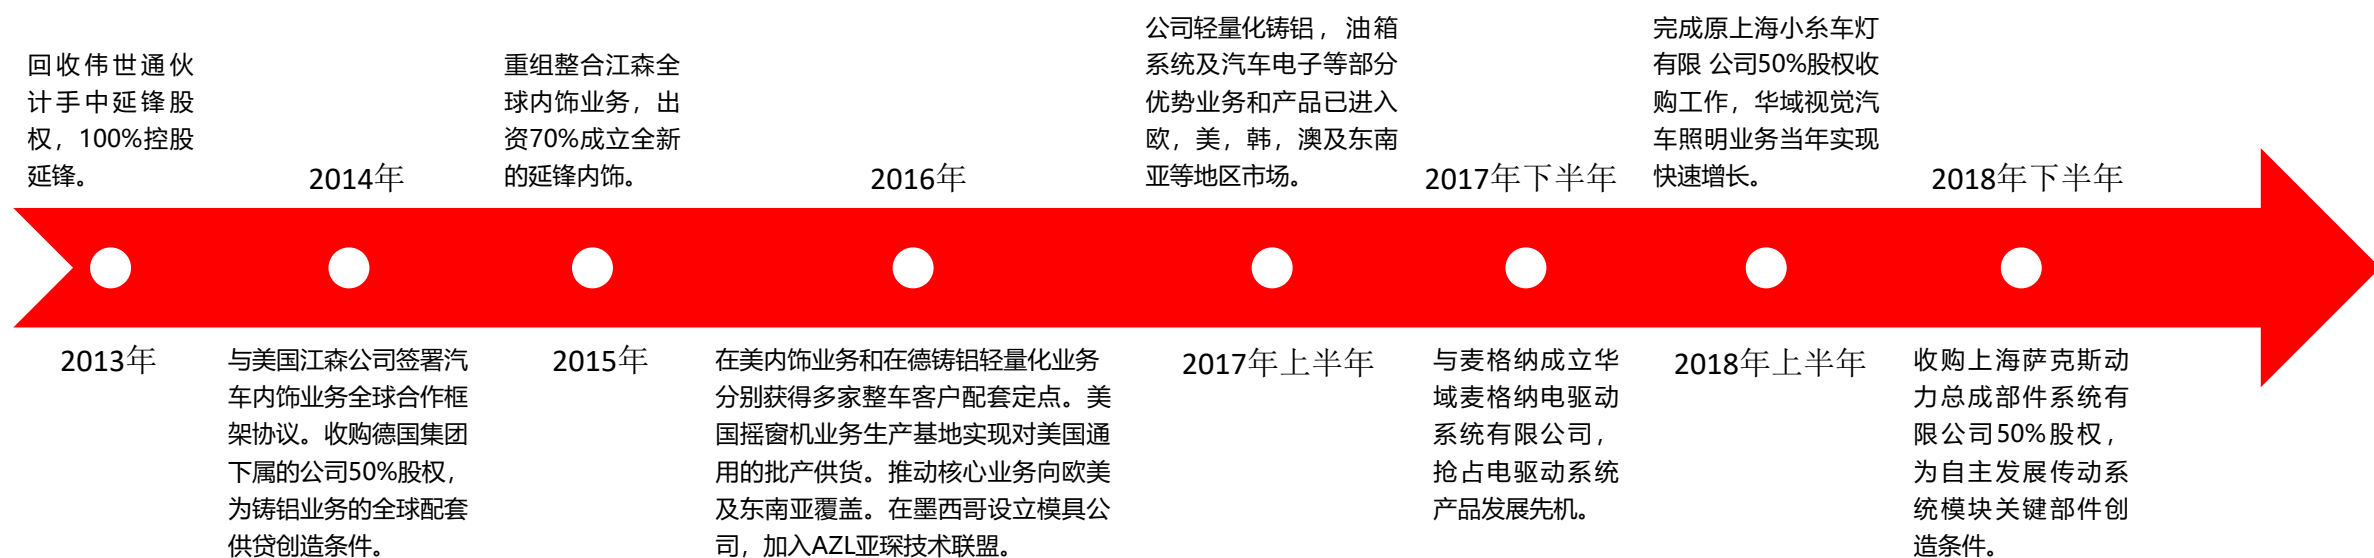 回收伟世通伙
计手中延锋股
权，100%控股
延锋。
2013年
2014年
与美国江森公司签署汽
车内饰业务全球合作框
架协议。收购德国集团
下属的公司50%股权，
为铸铝业务的全球配套
供贷创造条件。
重组整合江森全
球内饰业务，出
资70%成立全新
的延锋内饰。
2015年
2016年
在美内饰业务和在德铸铝轻量化业务
分别获得多家整车客户配套定点。美
国摇窗机业务生产基地实现对美国通
用的批产供货。推动核心业务向欧美
及东南亚覆盖。在墨西哥设立模具公
司，加入AZL亚琛技术联盟。
公司轻量化铸铝，油箱
系统及汽车电子等部分
优势业务和产品已进入
欧，美，韩，澳及东南
亚等地区市场。
2017年上半年
2017年下半年
与麦格纳成立华
域麦格纳电驱动
系统有限公司，
抢占电驱动系统
产品发展先机。
完成原上海小糸车灯
有限 公司50%股权收
购工作，华域视觉汽
车照明业务当年实现
快速增长。
2018年上半年
2018年下半年
收购上海萨克斯动
力总成部件系统有
限公司50%股权，
为自主发展传动系
统模块关键部件创
造条件。